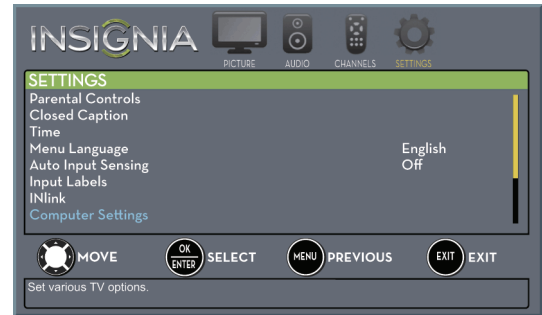 INSIGNIA
PICTURE AUDIO CHANNELS SETTINGS
SETTINGS
Parental Controls
Closed Caption
Time
Menu Language English
Auto Input Sensing Off
Input Labels
INlink
Computer Settings
MOVE OK ENTER SELECT MENU PREVIOUS EXIT EXIT
Set various TV options.